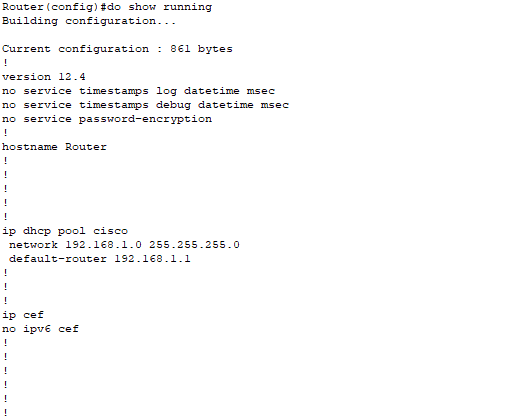 Router(config)#do show running
Building configuration...

Current configuration : 861 bytes
!
version 12.4
no service timestamps log datetime msec
no service timestamps debug datetime msec
no service password-encryption
!
hostname Router
!
!
!
!
!
ip dhcp pool cisco
 network 192.168.1.0 255.255.255.0
 default-router 192.168.1.1
!
!
!
ip cef
no ipv6 cef
!
!
!
!
!
!